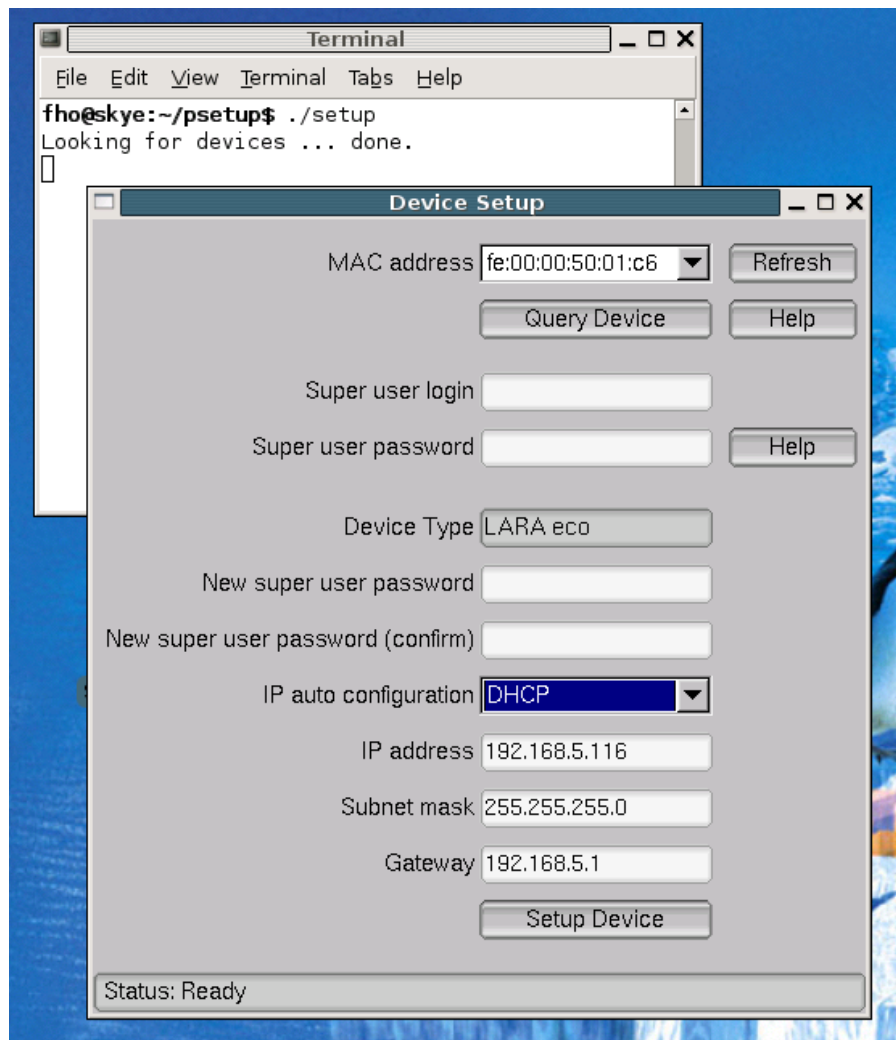 Terminal
File Edit View Terminal Tabs Help
fho@skye:~/psetup$ ./setup
Looking for devices ... done.
Device Setup
MAC address fe:00:00:50:01:c6 Refresh
Query Device Help
Super user login
Super user password Help
Device Type LARA eco
New super user password
New super user password (confirm)
IP auto configuration DHCP
IP address 192.168.5.116
Subnet mask 255.255.255.0
Gateway 192.168.5.1
Setup Device
Status: Ready